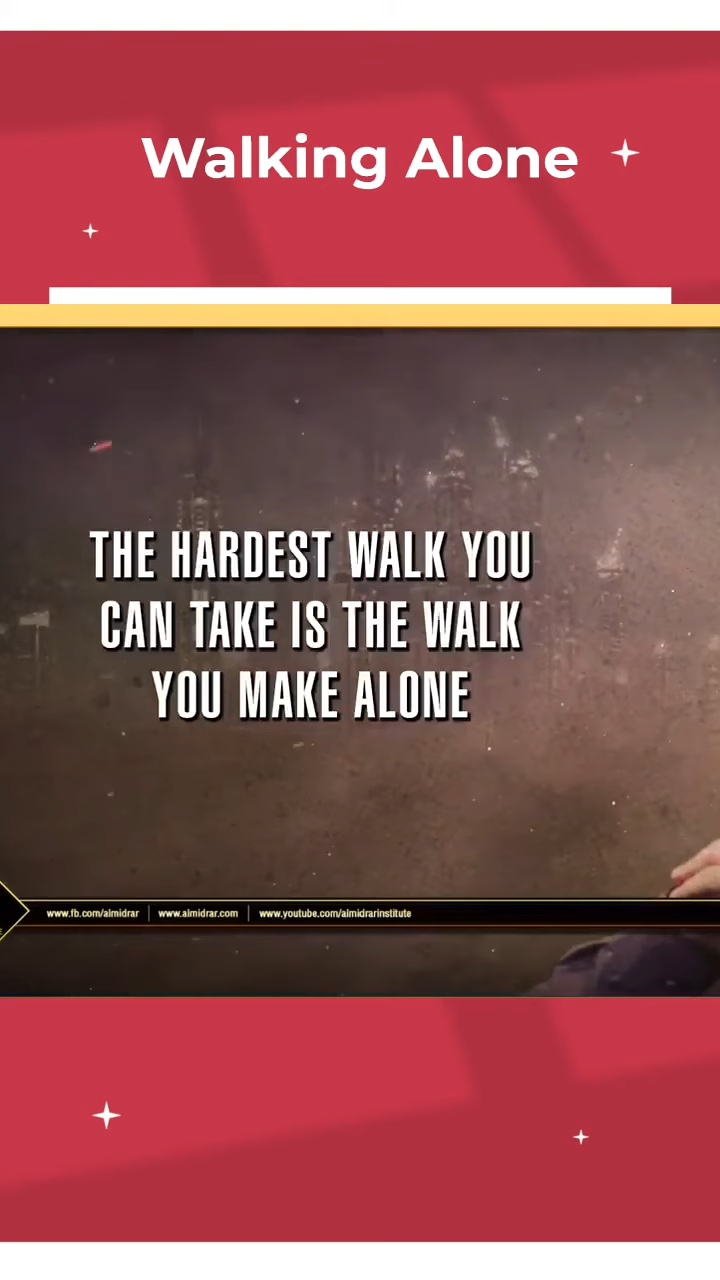 Walking Alone
THE HARDEST WALK YOU
CAN TAKE IS THE WALK
YOU MAKE ALONE
www.fb.com/almidrar | www.almidrar.com | www.youtube.com/almidrarinstitute